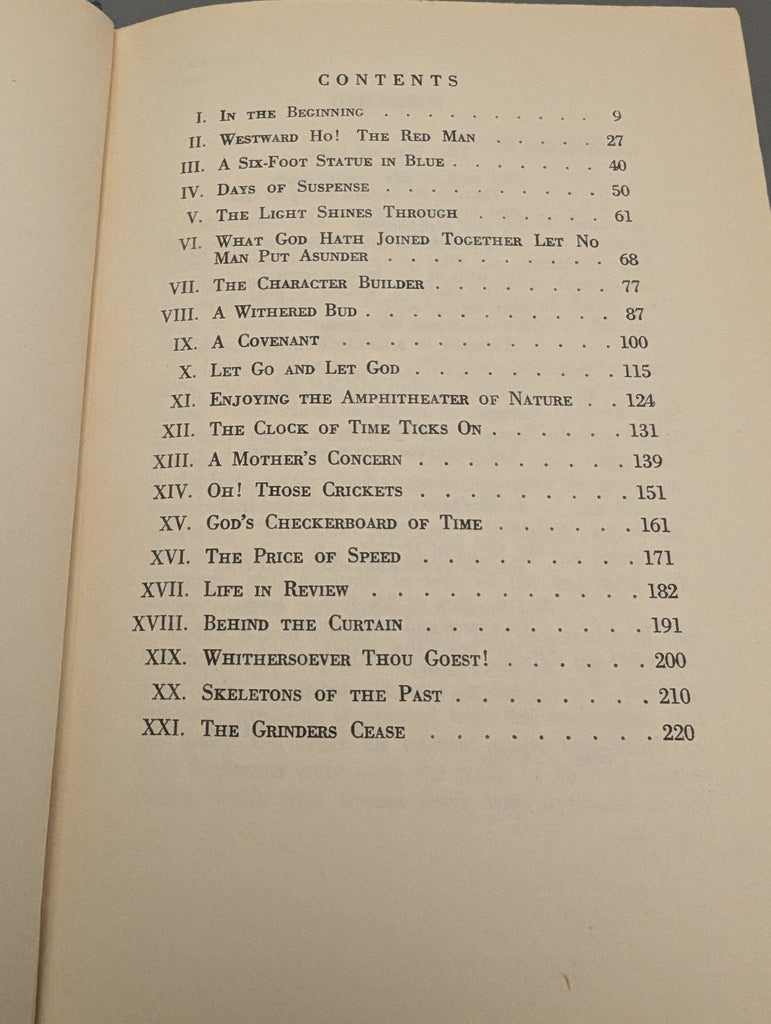 CONTENTS
I. In the Beginning . . . . . . . . . . 9
II. Westward Ho! The Red Man . . . . . 27
III. A Six-Foot Statue in Blue . . . . . . 40
IV. Days of Suspense . . . . . . . . . . 50
V. The Light Shines Through . . . . . . 61
VI. What God Hath Joined Together Let No
Man Put Asunder . . . . . . . . . . 68
VII. The Character Builder . . . . . . . . 77
VIII. A Withered Bud . . . . . . . . . . . 87
IX. A Covenant . . . . . . . . . . . . 100
X. Let Go and Let God . . . . . . . . . 115
XI. Enjoying the Amphitheater of Nature . . 124
XII. The Clock of Time Ticks On . . . . . . 131
XIII. A Mother's Concern . . . . . . . . . 139
XIV. Oh! Those Crickets . . . . . . . . . 151
XV. God's Checkerboard of Time . . . . . . 161
XVI. The Price of Speed . . . . . . . . . 171
XVII. Life in Review . . . . . . . . . . . 182
XVIII. Behind the Curtain . . . . . . . . . 191
XIX. Whithersoever Thou Goest! . . . . . . 200
XX. Skeletons of the Past . . . . . . . . 210
XXI. The Grinders Cease . . . . . . . . . 220